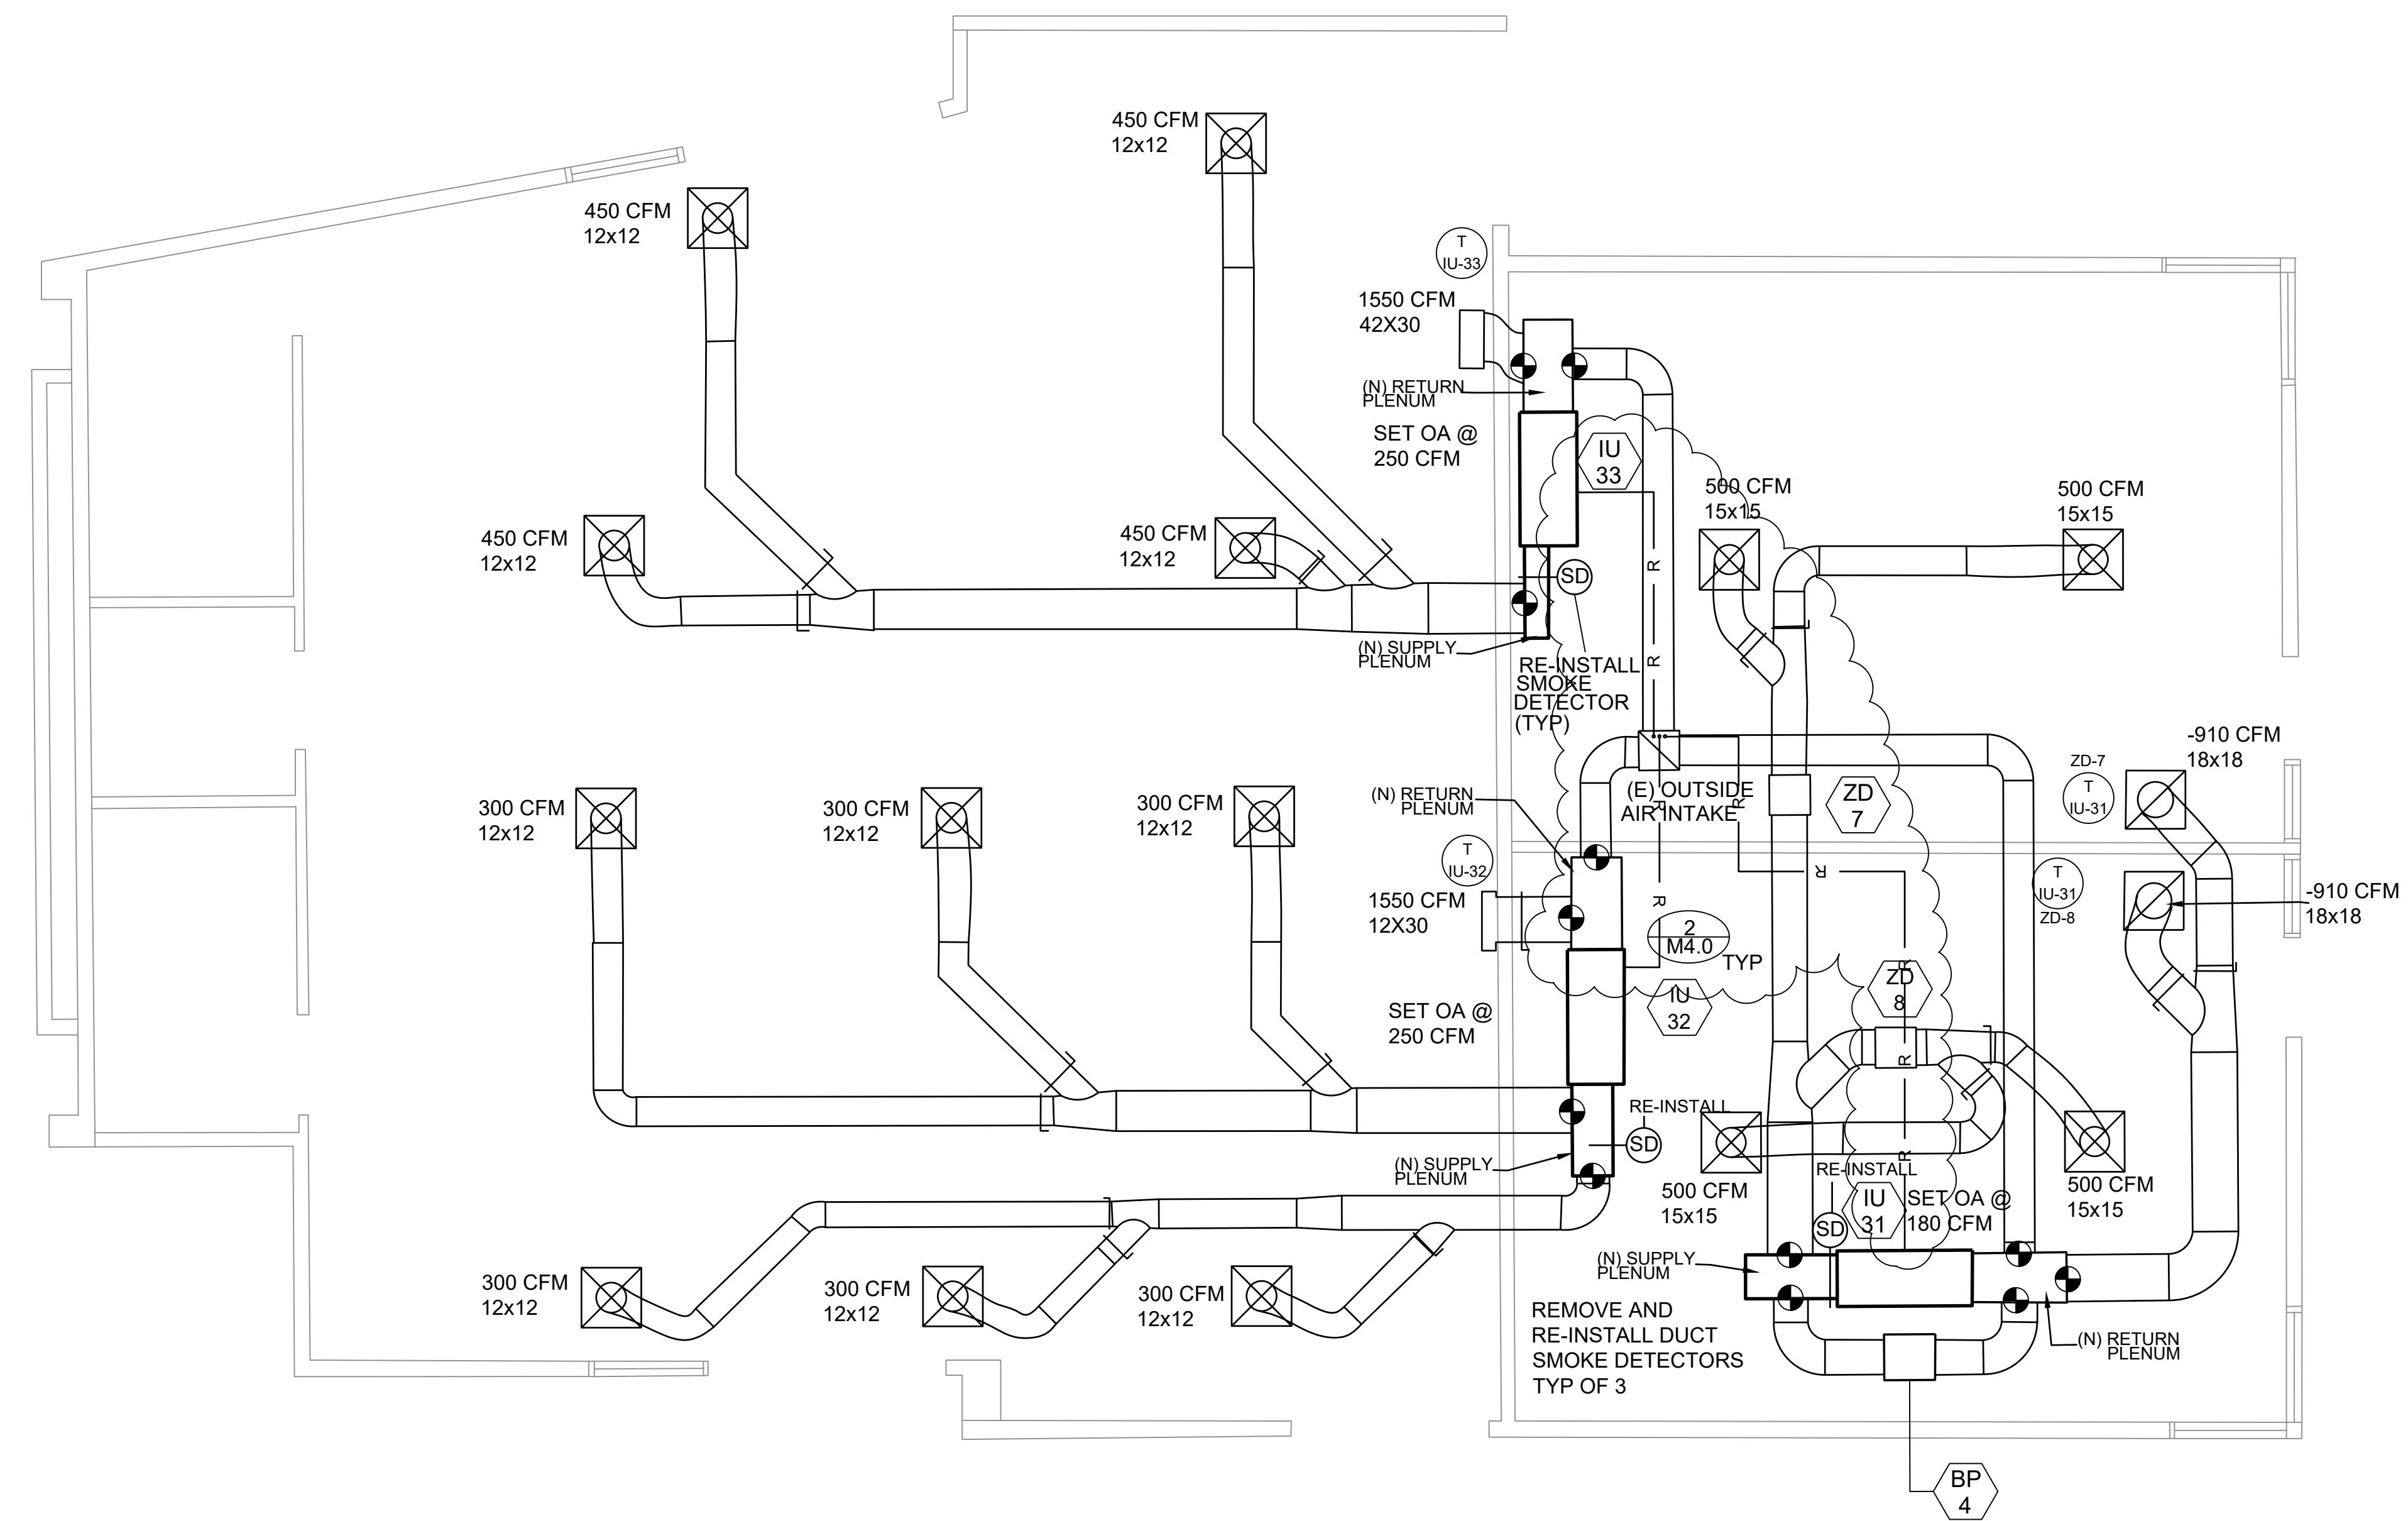 450 CFM
12x12
450 CFM
12x12
T
IU-33
1550 CFM
42X30
(N) RETURN
PLENUM
SET OA @
250 CFM
IU
33
500 CFM
15x15
500 CFM
15x15
450 CFM
12x12
450 CFM
12x12
R
SD
(N) SUPPLY
PLENUM
R
RE-INSTALL
SMOKE
DETECTOR
(TYP)
-910 CFM
18x18
ZD-7
T
IU-31
(E) OUTSIDE
AIR INTAKE
R
R
ZD
7
(N) RETURN
PLENUM
300 CFM
12x12
300 CFM
12x12
300 CFM
12x12
T
IU-32
R
T
IU-31
ZD-8
-910 CFM
18x18
1550 CFM
12X30
R
2
M4.0
TYP
R
ZD
8
IU
32
SET OA @
250 CFM
R
RE-INSTALL
SD
(N) SUPPLY
PLENUM
R
RE-INSTALL
500 CFM
15x15
500 CFM
15x15
IU
31
SET OA @
180 CFM
SD
(N) SUPPLY
PLENUM
300 CFM
12x12
300 CFM
12x12
300 CFM
12x12
REMOVE AND
RE-INSTALL DUCT
SMOKE DETECTORS
TYP OF 3
(N) RETURN
PLENUM
BP
4